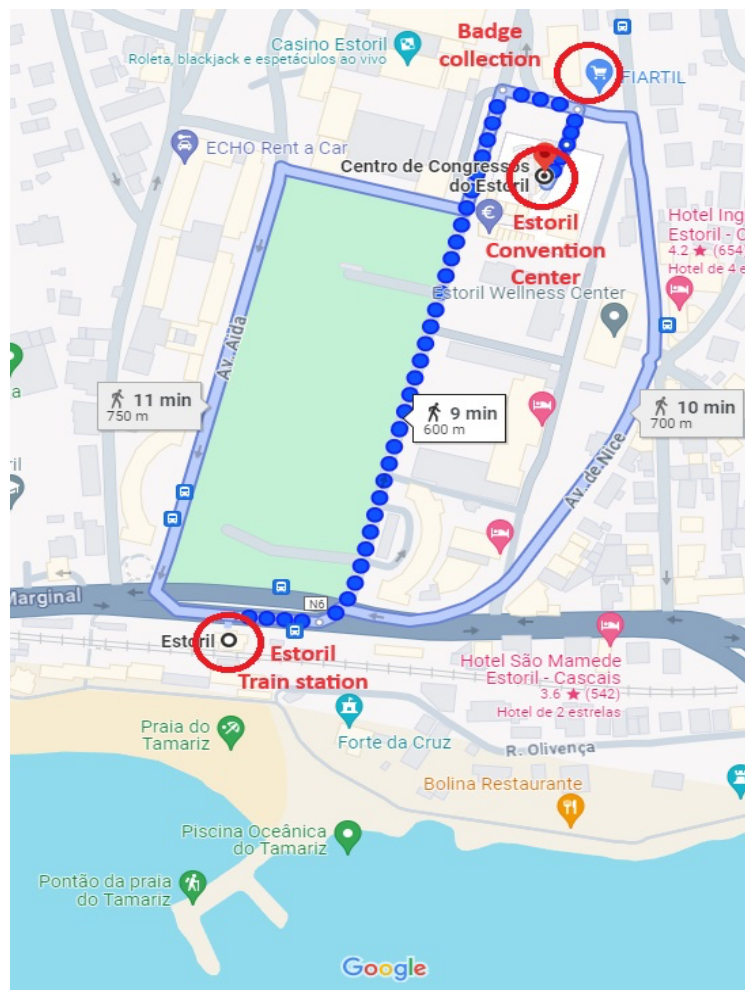 Badge
collection
Casino Estoril
Roleta, blackjack e espetáculos ao vivo
FIARTIL
ECHO Rent a Car
Centro de Congressos
do Estoril
Estoril
Convention
Center
Hotel Ing
Estoril - C
4.2 ★ (654)
Hotel de 4 e
Estoril Wellness Center
Av. Aida
a
11 min
750 m
9 min
600 m
10 min
700 m
Av. de Nice
ril
Marginal
N6
Estoril
Estoril
Train station
Hotel São Mamede
Estoril - Cascais
3.6 ★ (542)
Hotel de 2 estrelas
Praia do
Tamariz
Forte da Cruz
R. Olivença
Bolina Restaurante
Piscina Oceânica
do Tamariz
Pontão da praia
do Tamariz
Google